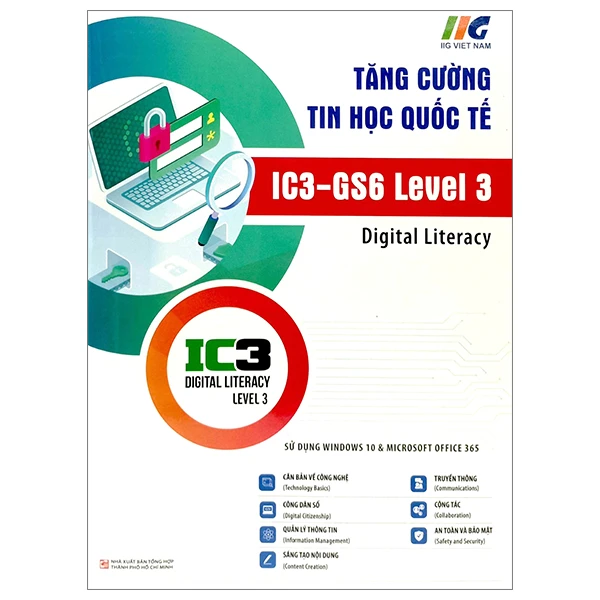 IIG
IIG VIET NAM
TĂNG CƯỜNG
TIN HỌC QUỐC TẾ
IC3-GS6 Level 3
Digital Literacy
IC3
DIGITAL LITERACY
LEVEL 3
SỬ DỤNG WINDOWS 10 & MICROSOFT OFFICE 365
CĂN BẢN VỀ CÔNG NGHỆ
(Technology Basics)
CÔNG DÂN SỐ
(Digital Citizenship)
QUẢN LÝ THÔNG TIN
(Information Management)
SÁNG TẠO NỘI DUNG
(Content Creation)
TRUYỀN THÔNG
(Communications)
CỘNG TÁC
(Collaboration)
AN TOÀN VÀ BẢO MẬT
(Safety and Security)
NHÀ XUẤT BẢN TỔNG HỢP
THÀNH PHỐ HỒ CHÍ MINH